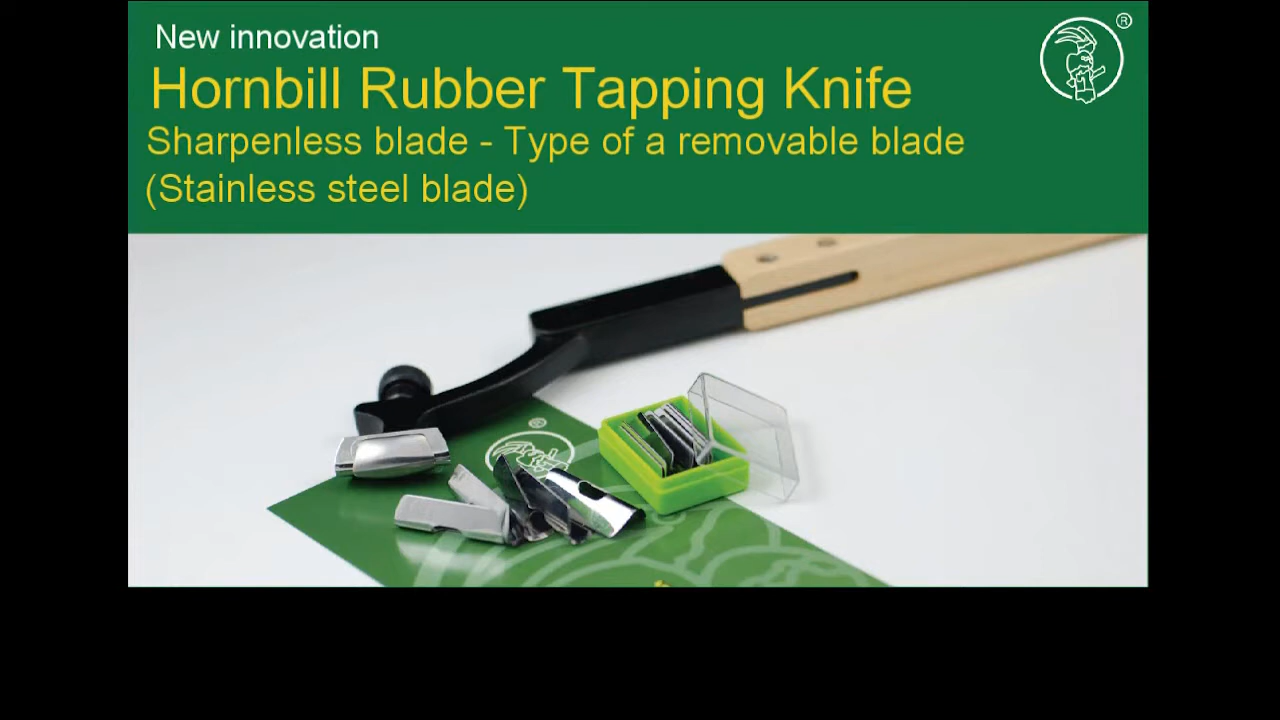 New innovation
Hornbill Rubber Tapping Knife
Sharpenless blade - Type of a removable blade
(Stainless steel blade)
®
®